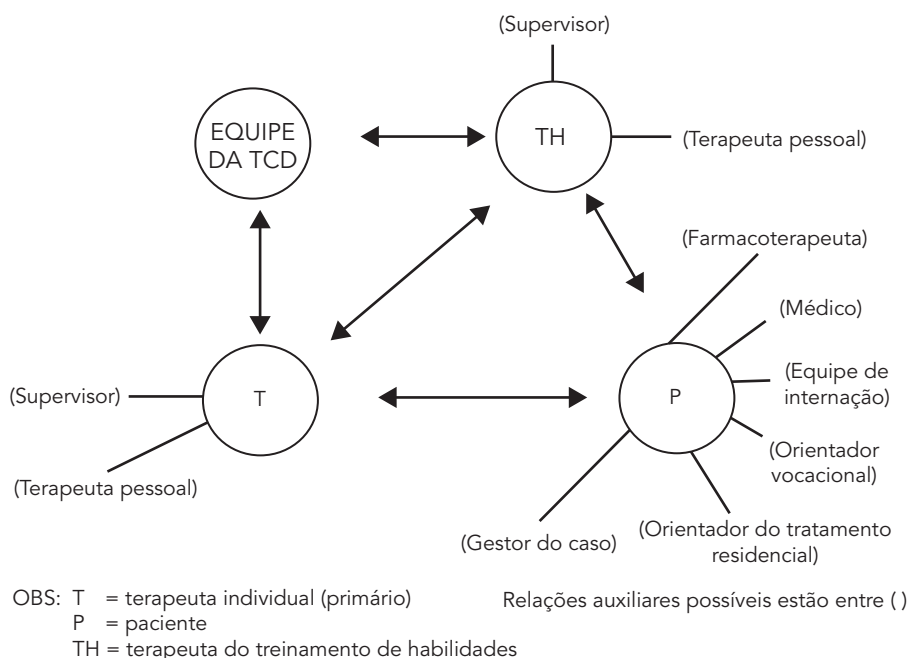 (Supervisor)
EQUIPE
DA TCD
TH
(Terapeuta pessoal)
(Farmacoterapeuta)
(Médico)
(Equipe de
internação)
(Supervisor)
T
P
(Orientador
vocacional)
(Terapeuta pessoal)
(Gestor do caso)
(Orientador do tratamento
residencial)
OBS: T = terapeuta individual (primário)
Relações auxiliares possíveis estão entre ( )
P = paciente
TH = terapeuta do treinamento de habilidades